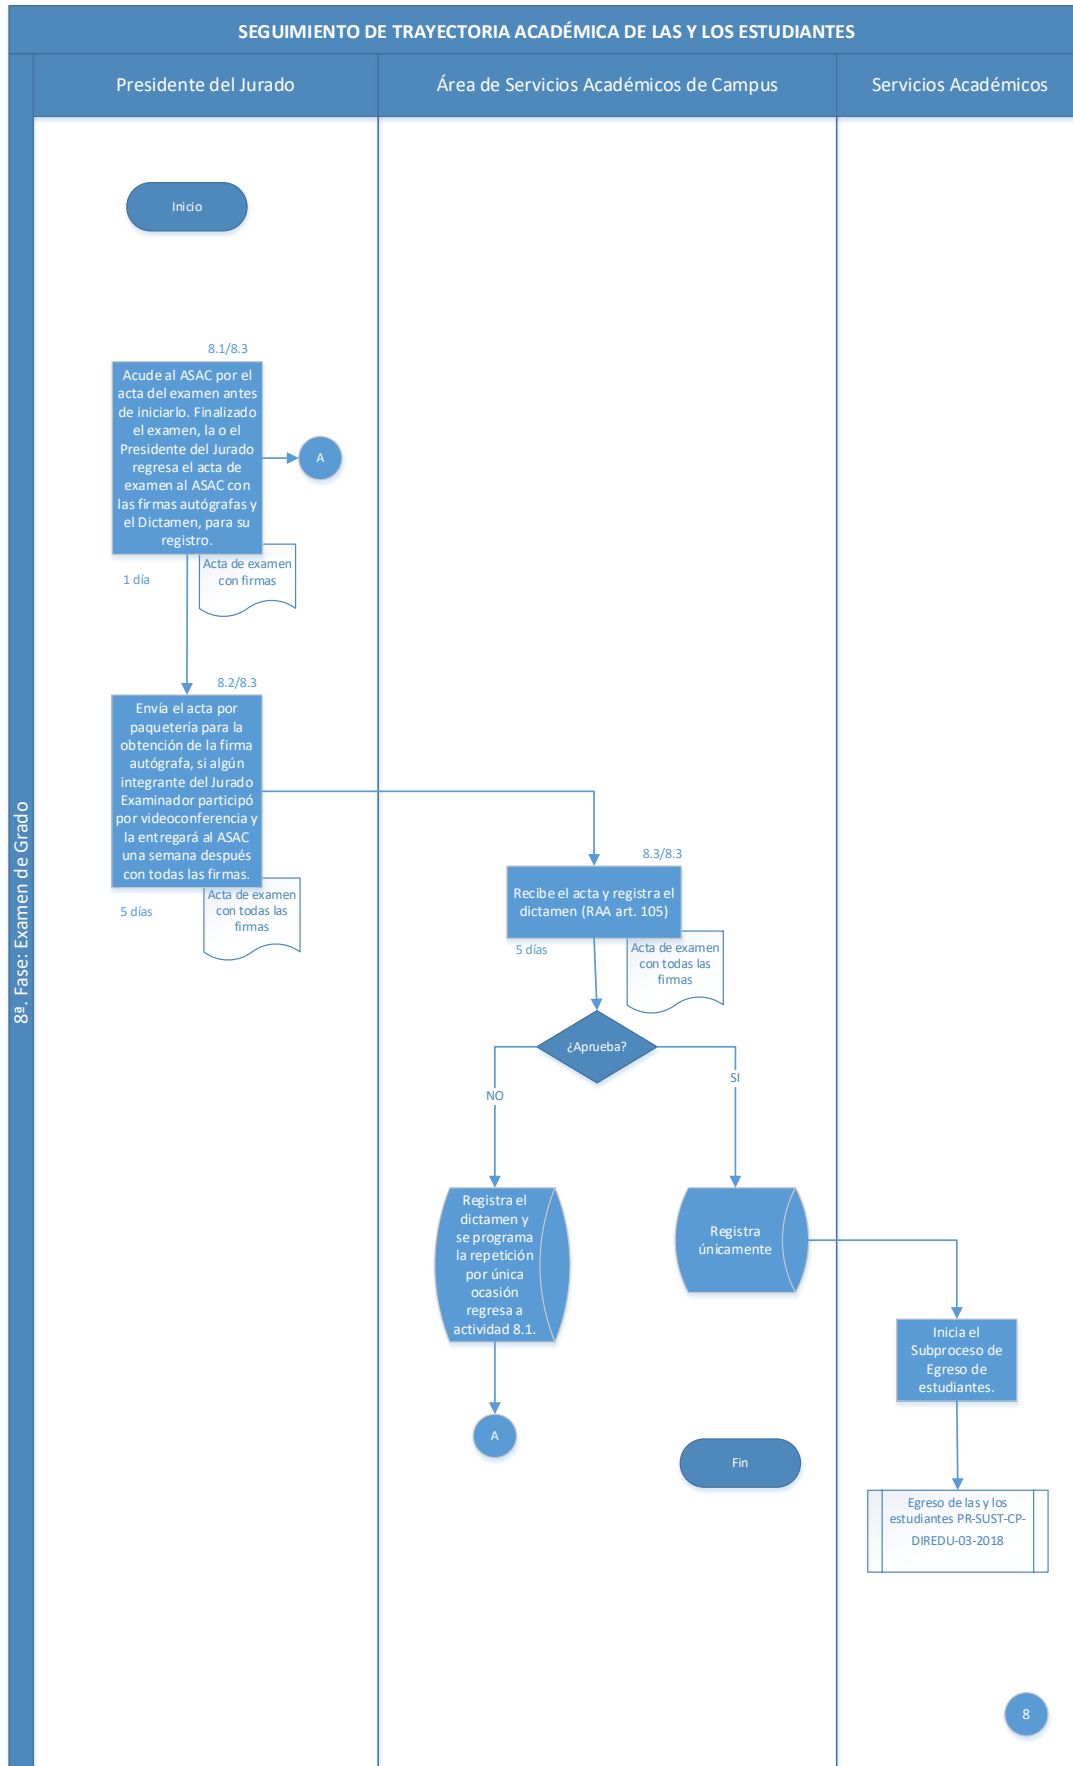 SEGUIMIENTO DE TRAYECTORIA ACADÉMICA DE LAS Y LOS ESTUDIANTES
Presidente del Jurado
Área de Servicios Académicos de Campus
Servicios Académicos
8ª. Fase: Examen de Grado
Inicio
8.1/8.3
Acude al ASAC por el
acta del examen antes
de iniciarlo. Finalizado
el examen, la o el
Presidente del Jurado
regresa el acta de
examen al ASAC con
las firmas autógrafas y
el Dictamen, para su
registro.
A
1 día
Acta de examen
con firmas
8.2/8.3
Envía el acta por
paquetería para la
obtención de la firma
autógrafa, si algún
integrante del Jurado
Examinador participó
por videoconferencia y
la entregará al ASAC
una semana después
con todas las firmas.
5 días
Acta de examen
con todas las
firmas
8.3/8.3
Recibe el acta y registra el
dictamen (RAA art. 105)
5 días
Acta de examen
con todas las
firmas
¿Aprueba?
NO
SI
Registra el
dictamen y
se programa
la repetición
por única
ocasión
regresa a
actividad 8.1.
Registra
únicamente
Inicia el
Subproceso de
Egreso de
estudiantes.
A
Fin
Egreso de las y los
estudiantes PR-SUST-CP-
DIREDU-03-2018
8